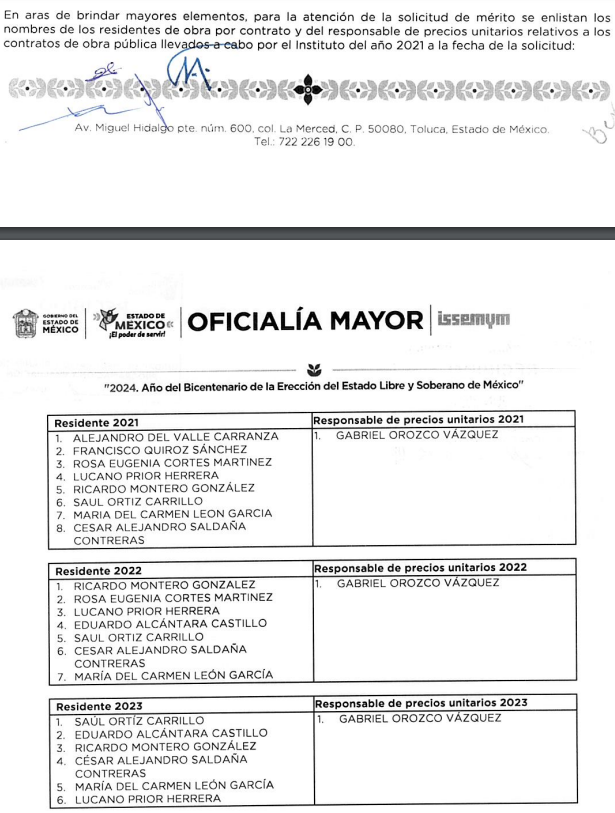 En aras de brindar mayores elementos, para la atención de la solicitud de mérito se enlistan los
nombres de los residentes de obra por contrato y del responsable de precios unitarios relativos a los
contratos de obra pública llevados a cabo por el Instituto del año 2021 a la fecha de la solicitud:
Av. Miguel Hidalgo pte. núm. 600, col. La Merced, C. P. 50080, Toluca, Estado de México.
Tel.: 722 226 19 00.
GOBIERNO DEL
ESTADO DE
MÉXICO
ESTADO DE
MÉXICO
¡El poder de servir!
OFICIALÍA MAYOR
issemym
"2024. Año del Bicentenario de la Erección del Estado Libre y Soberano de México"
Residente 2021
Responsable de precios unitarios 2021
1. ALEJANDRO DEL VALLE CARRANZA
1. GABRIEL OROZCO VÁZQUEZ
2. FRANCISCO QUIROZ SÁNCHEZ
3. ROSA EUGENIA CORTES MARTINEZ
4. LUCANO PRIOR HERRERA
5. RICARDO MONTERO GONZÁLEZ
6. SAUL ORTIZ CARRILLO
7. MARIA DEL CARMEN LEON GARCIA
8. CESAR ALEJANDRO SALDAÑA
CONTRERAS
Residente 2022
Responsable de precios unitarios 2022
1. RICARDO MONTERO GONZALEZ
1. GABRIEL OROZCO VÁZQUEZ
2. ROSA EUGENIA CORTES MARTINEZ
3. LUCANO PRIOR HERRERA
4. EDUARDO ALCÁNTARA CASTILLO
5. SAUL ORTIZ CARRILLO
6. CESAR ALEJANDRO SALDAÑA
CONTRERAS
7. MARÍA DEL CARMEN LEÓN GARCÍA
Residente 2023
Responsable de precios unitarios 2023
1. SAÚL ORTÍZ CARRILLO
1. GABRIEL OROZCO VÁZQUEZ
2. EDUARDO ALCÁNTARA CASTILLO
3. RICARDO MONTERO GONZÁLEZ
4. CÉSAR ALEJANDRO SALDAÑA
CONTRERAS
5. MARÍA DEL CARMEN LEÓN GARCÍA
6. LUCANO PRIOR HERRERA